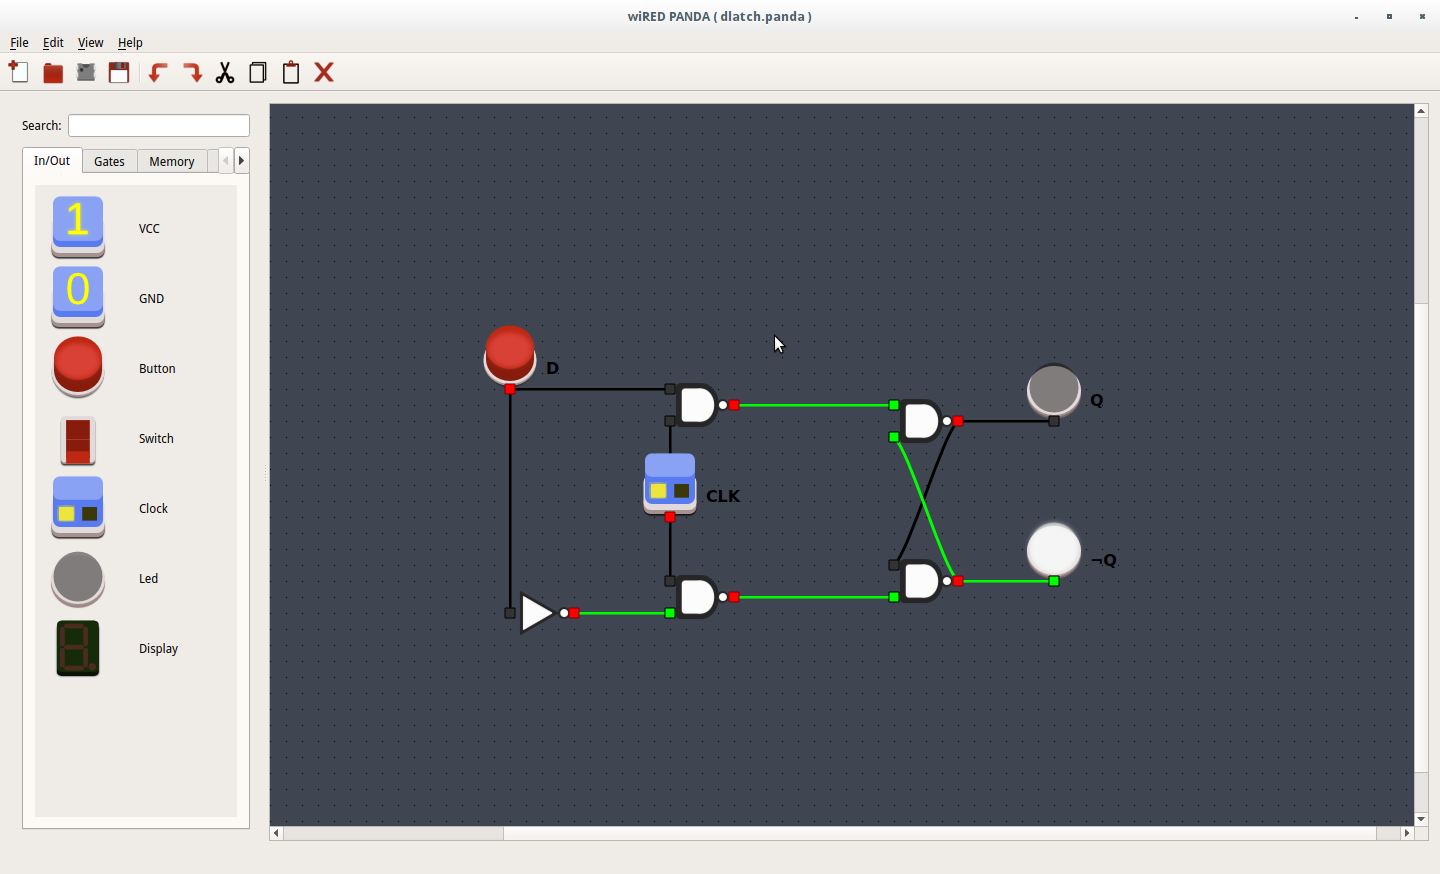 wiRED PANDA ( dlatch.panda )
File Edit View Help
Search:
In/Out Gates Memory
1 VCC
0 GND
Button
Switch
Clock
Led
8. Display
D
Q
CLK
¬Q